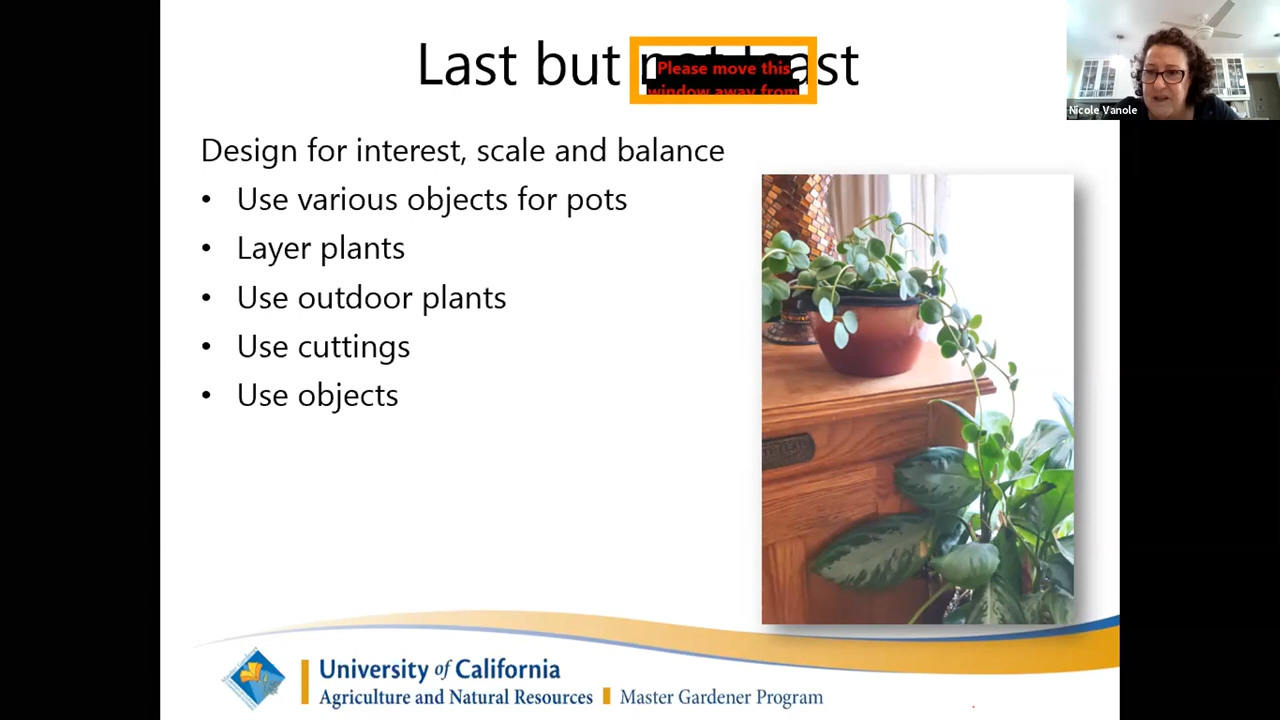 Last but not least
Please move this
window away from
Nicole Vanole
Design for interest, scale and balance
• Use various objects for pots
• Layer plants
• Use outdoor plants
• Use cuttings
• Use objects
University of California
Agriculture and Natural Resources Master Gardener Program